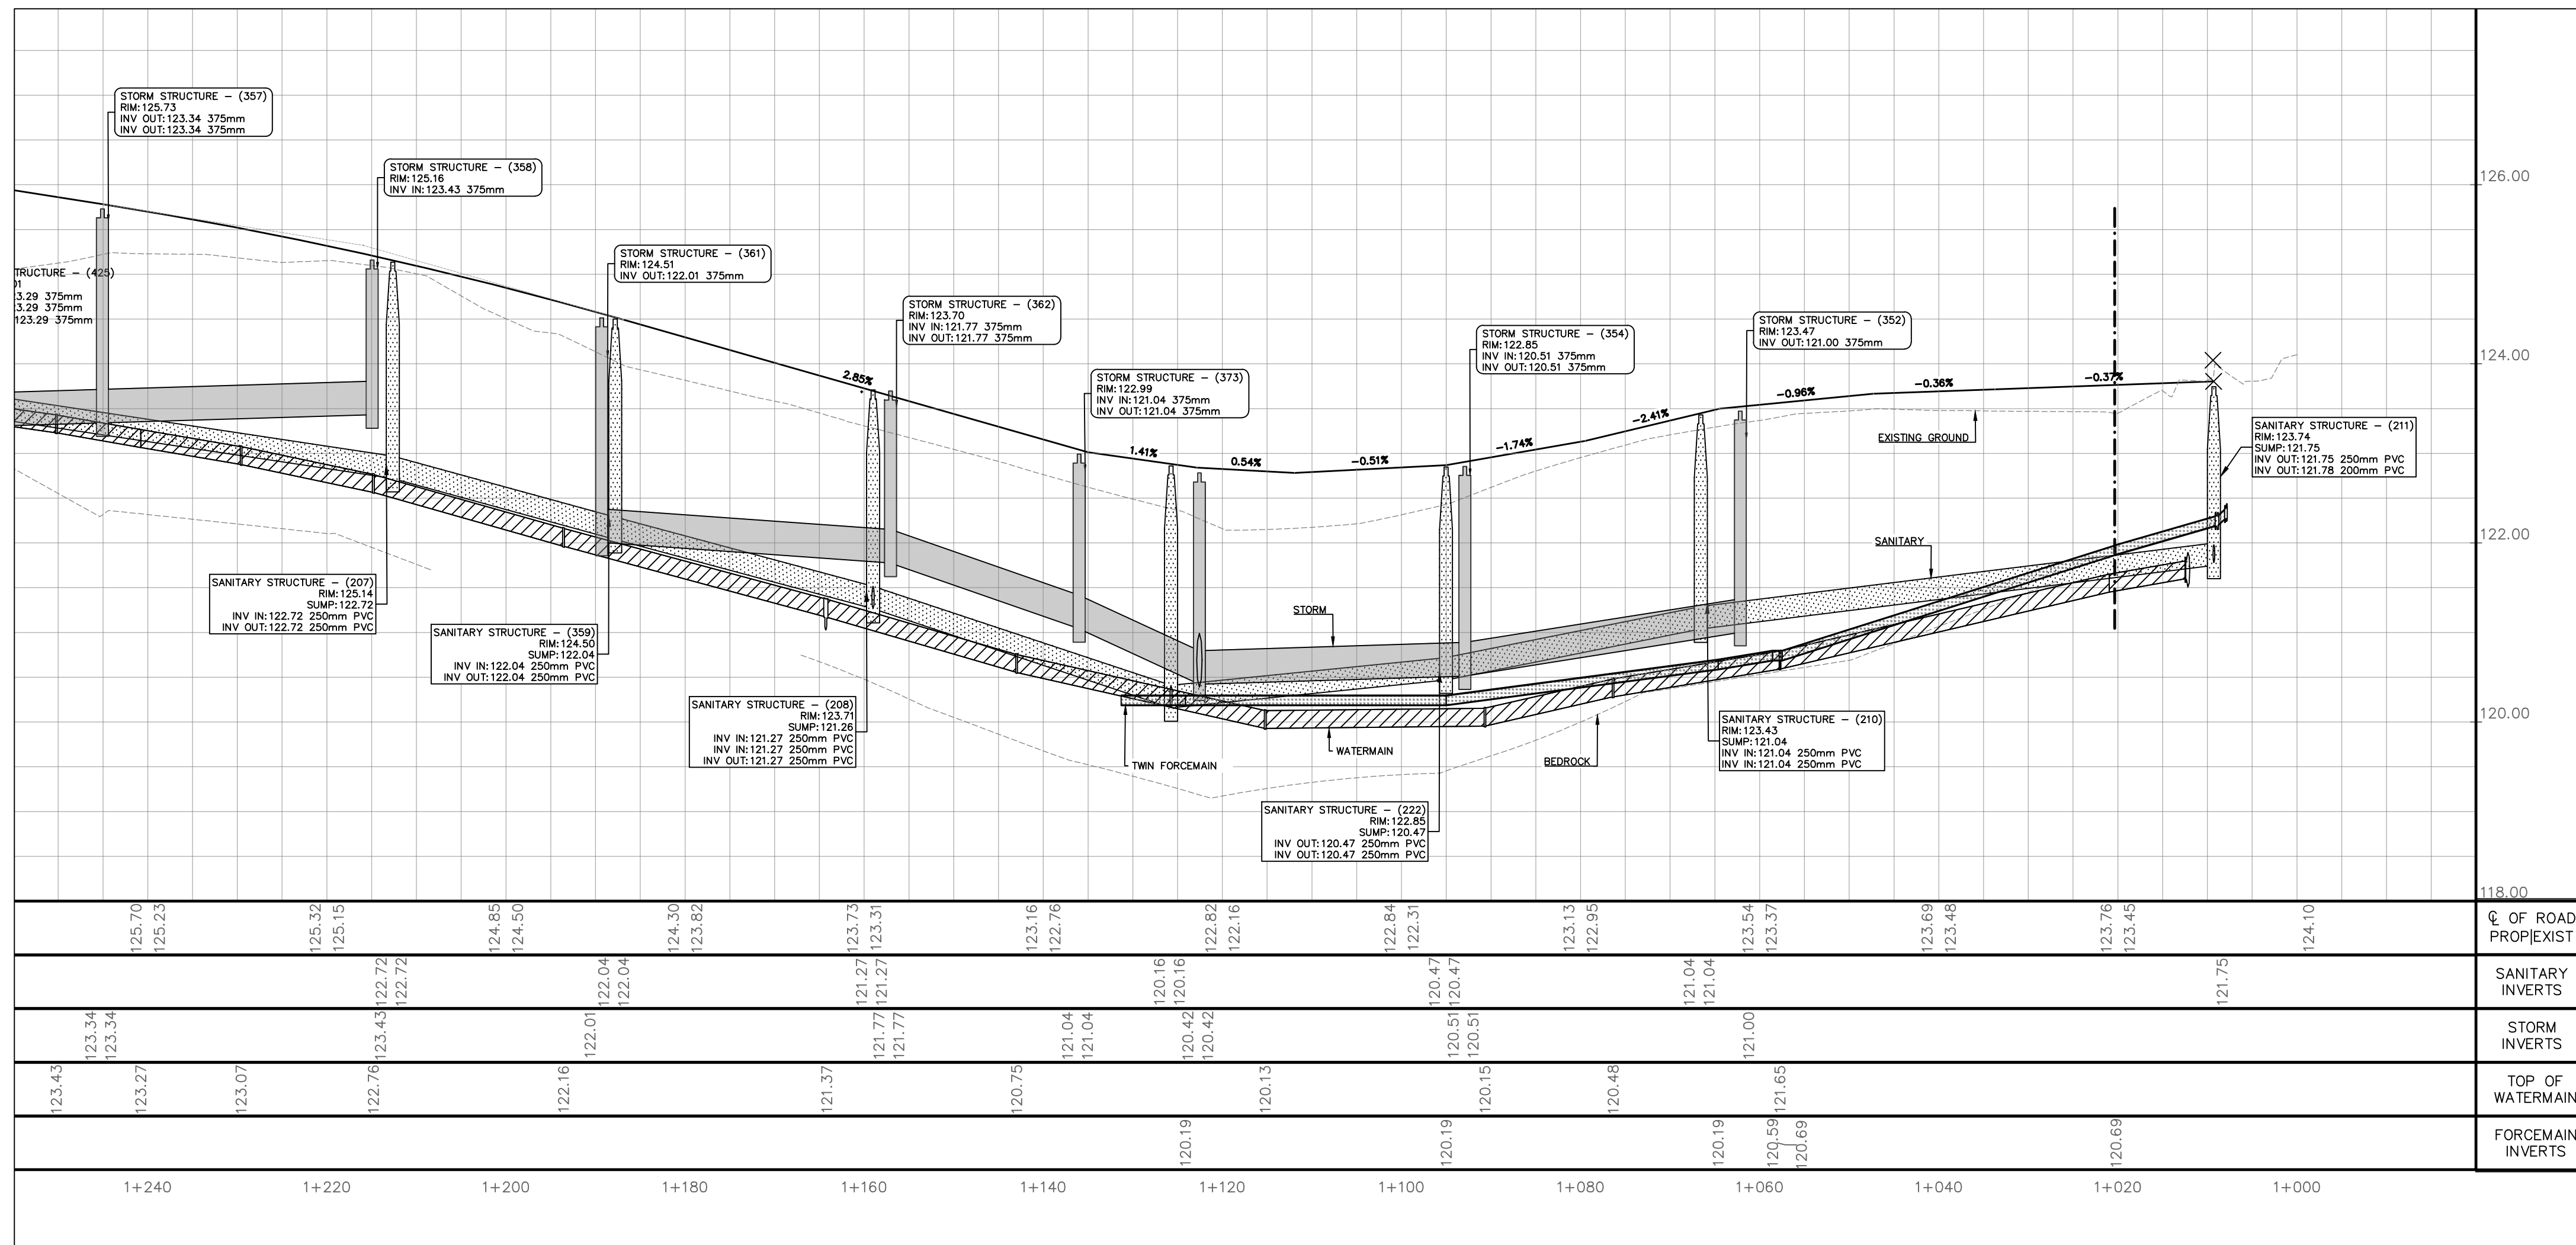 STORM STRUCTURE – (357)
RIM:125.73
INV OUT:123.34 375mm
INV OUT:123.34 375mm
STORM STRUCTURE – (358)
RIM:125.16
INV IN:123.43 375mm
TRUCTURE – (425)
3.29 375mm
3.29 375mm
123.29 375mm
STORM STRUCTURE – (361)
RIM:124.51
INV OUT:122.01 375mm
STORM STRUCTURE – (362)
RIM:123.70
INV IN:121.77 375mm
INV OUT:121.77 375mm
STORM STRUCTURE – (373)
RIM:122.99
INV IN:121.04 375mm
INV OUT:121.04 375mm
STORM STRUCTURE – (354)
RIM:122.85
INV IN:120.51 375mm
INV OUT:120.51 375mm
STORM STRUCTURE – (352)
RIM:123.47
INV OUT:121.00 375mm
2.85%
1.41%
0.54%
-0.51%
-1.74%
-2.41%
-0.96%
-0.36%
-0.37%
EXISTING GROUND
SANITARY STRUCTURE – (211)
RIM:123.74
SUMP:121.75
INV OUT:121.75 250mm PVC
INV OUT:121.78 200mm PVC
SANITARY
STORM
SANITARY STRUCTURE – (207)
RIM:125.14
SUMP:122.72
INV IN:122.72 250mm PVC
INV OUT:122.72 250mm PVC
SANITARY STRUCTURE – (359)
RIM:124.50
SUMP:122.04
INV IN:122.04 250mm PVC
INV OUT:122.04 250mm PVC
SANITARY STRUCTURE – (208)
RIM:123.71
SUMP:121.26
INV IN:121.27 250mm PVC
INV IN:121.27 250mm PVC
INV OUT:121.27 250mm PVC
TWIN FORCEMAIN
WATERMAIN
BEDROCK
SANITARY STRUCTURE – (210)
RIM:123.43
SUMP:121.04
INV IN:121.04 250mm PVC
INV IN:121.04 250mm PVC
SANITARY STRUCTURE – (222)
RIM:122.85
SUMP:120.47
INV OUT:120.47 250mm PVC
INV OUT:120.47 250mm PVC
126.00
124.00
122.00
120.00
118.00
125.70
125.23
125.32
125.15
124.85
124.50
124.30
123.82
123.73
123.31
123.16
122.76
122.82
122.16
122.84
122.31
123.13
122.95
123.54
123.37
123.69
123.48
123.76
123.45
124.10
℄ OF ROAD
PROP|EXIST
122.72
122.72
122.04
122.04
121.27
121.27
120.16
120.16
120.47
120.47
121.04
121.04
121.75
SANITARY
INVERTS
123.34
123.34
123.43
122.01
121.77
121.77
121.04
121.04
120.42
120.42
120.51
120.51
121.00
STORM
INVERTS
123.43
123.27
123.07
122.76
122.16
121.37
120.75
120.13
120.15
120.48
121.65
TOP OF
WATERMAIN
120.19
120.19
120.19
120.59
120.69
120.69
FORCEMAIN
INVERTS
1+240
1+220
1+200
1+180
1+160
1+140
1+120
1+100
1+080
1+060
1+040
1+020
1+000